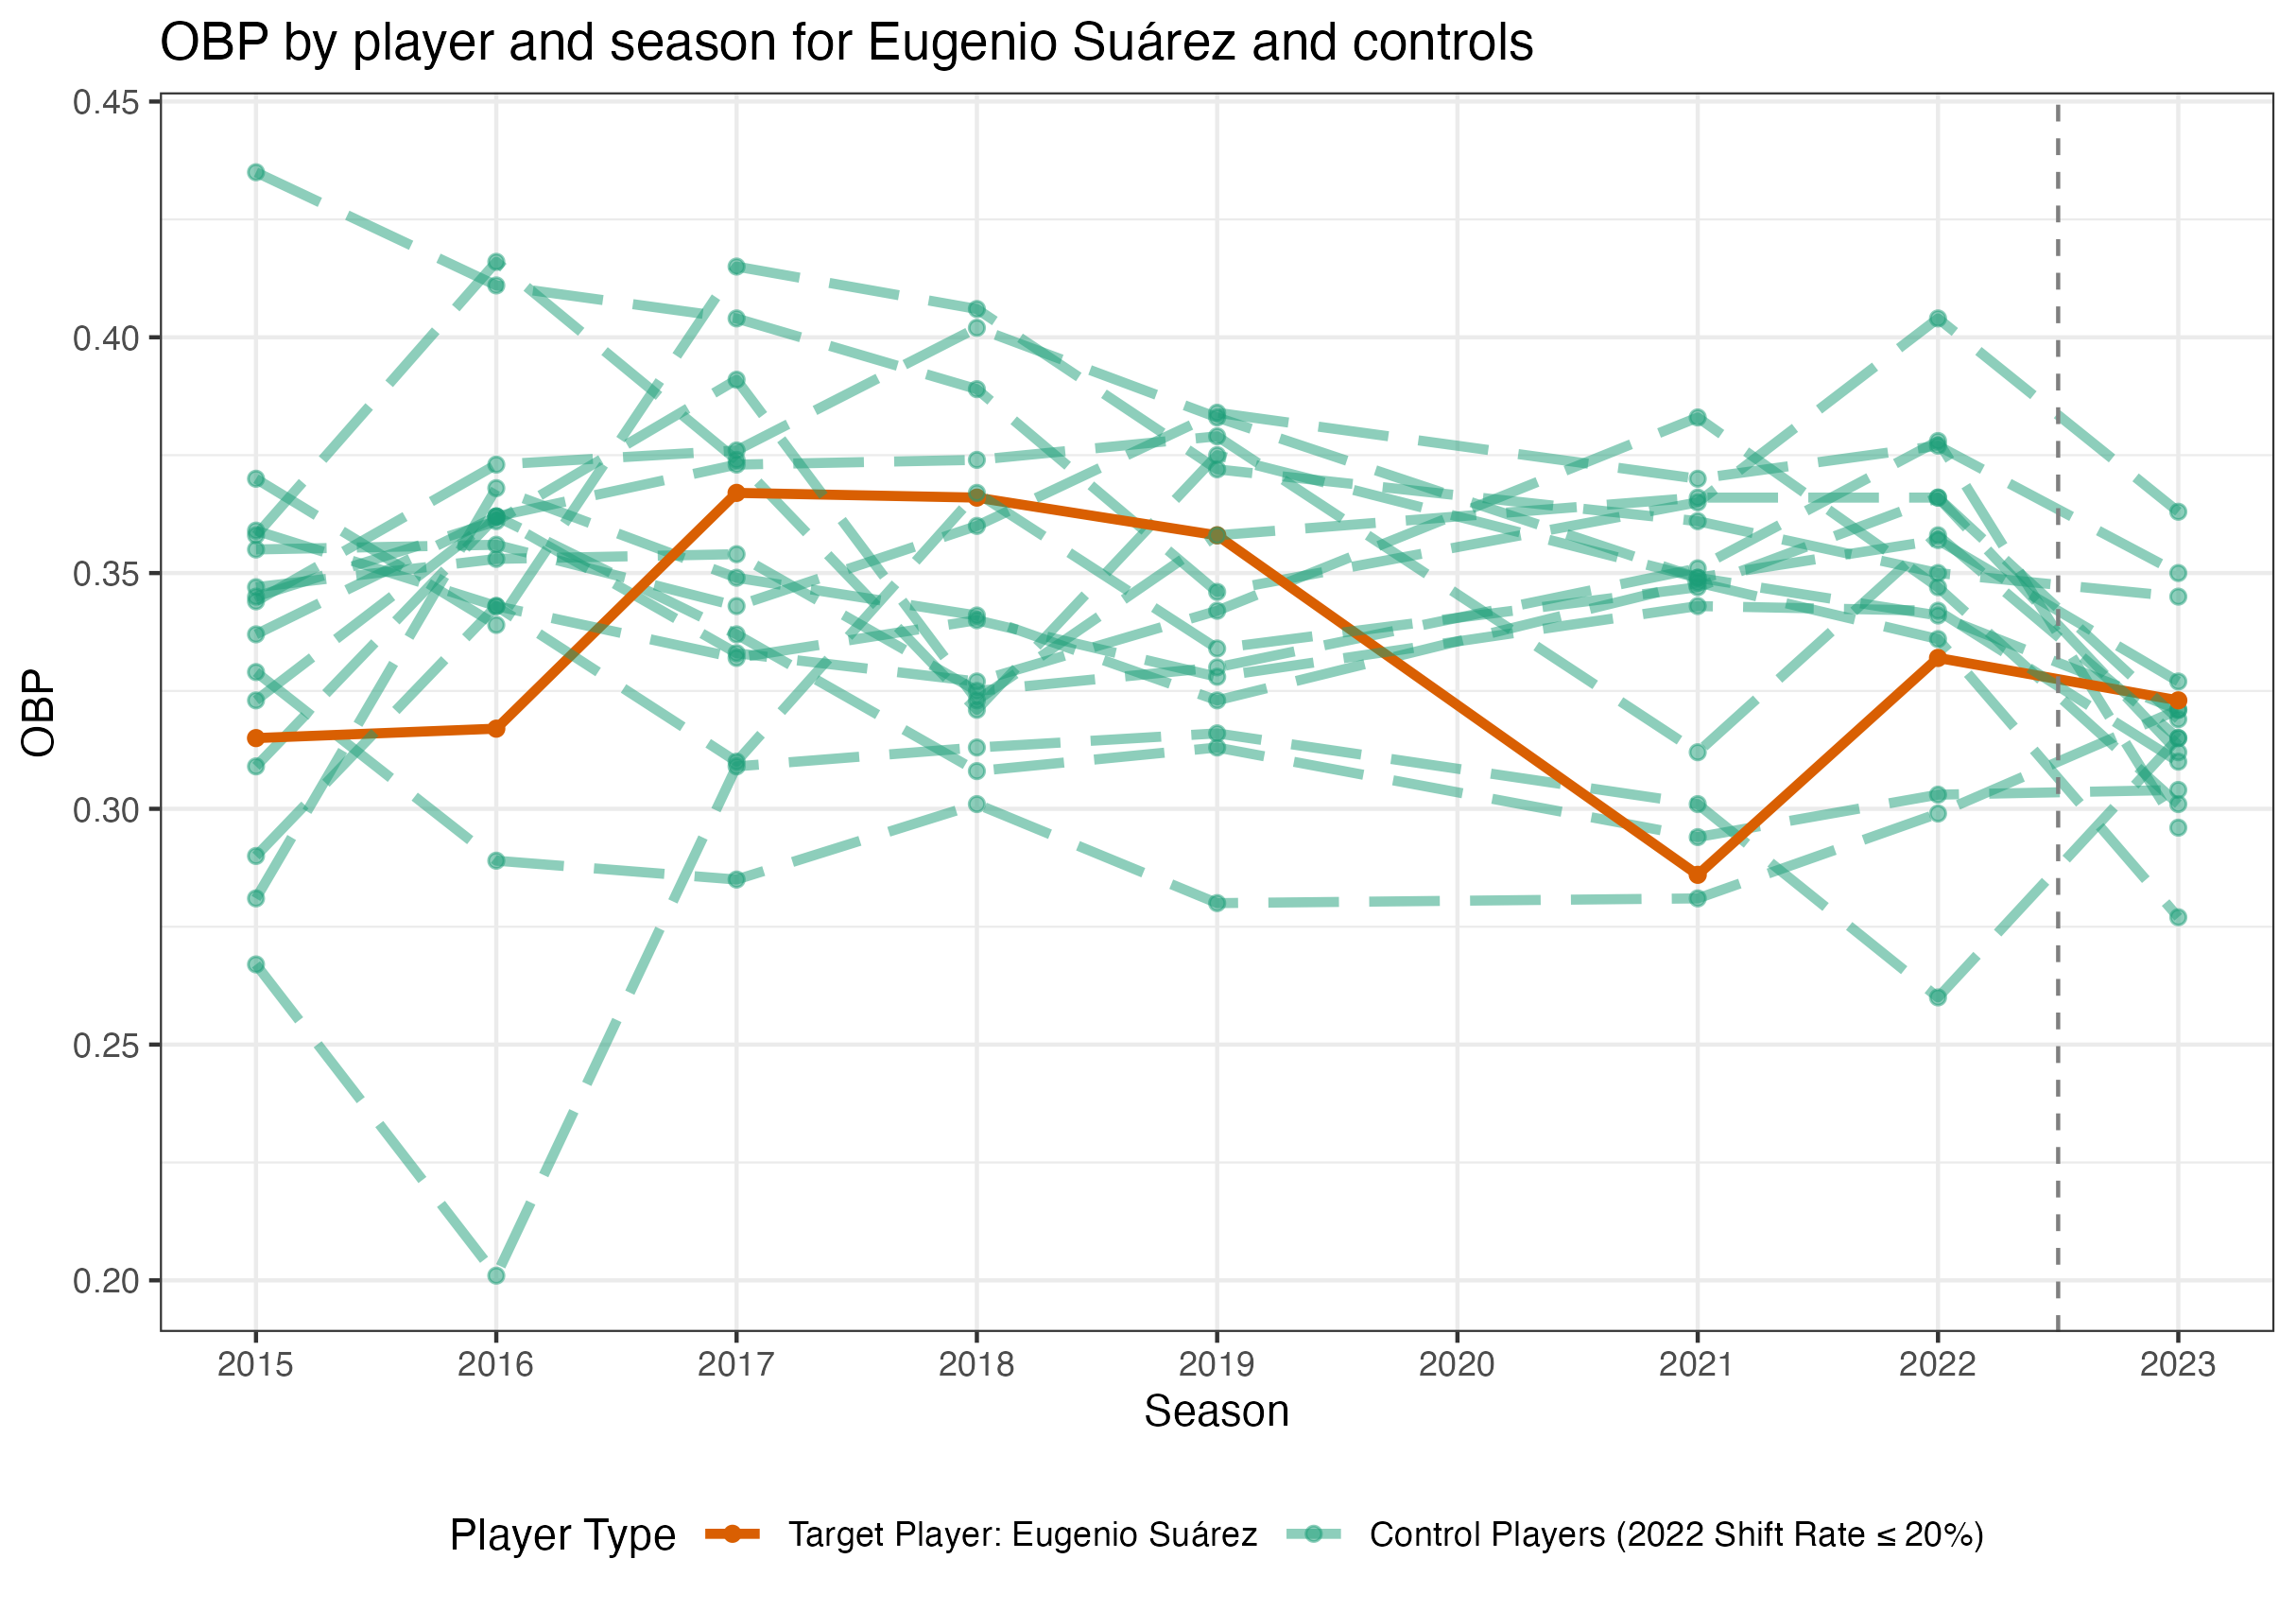 OBP by player and season for Eugenio Suárez and controls
0.45
0.40
0.35
0.30
0.25
0.20
OBP
2015 2016 2017 2018 2019 2020 2021 2022 2023
Season
Player Type Target Player: Eugenio Suárez Control Players (2022 Shift Rate ≤ 20%)